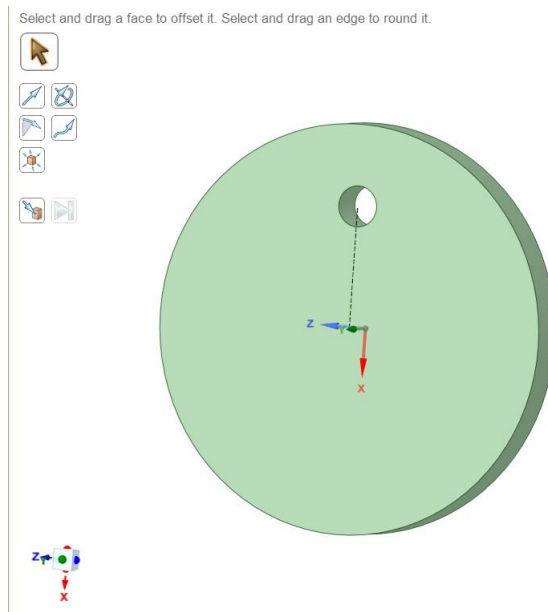 Select and drag a face to offset it. Select and drag an edge to round it.
Z
Y
X
Z
Y
X